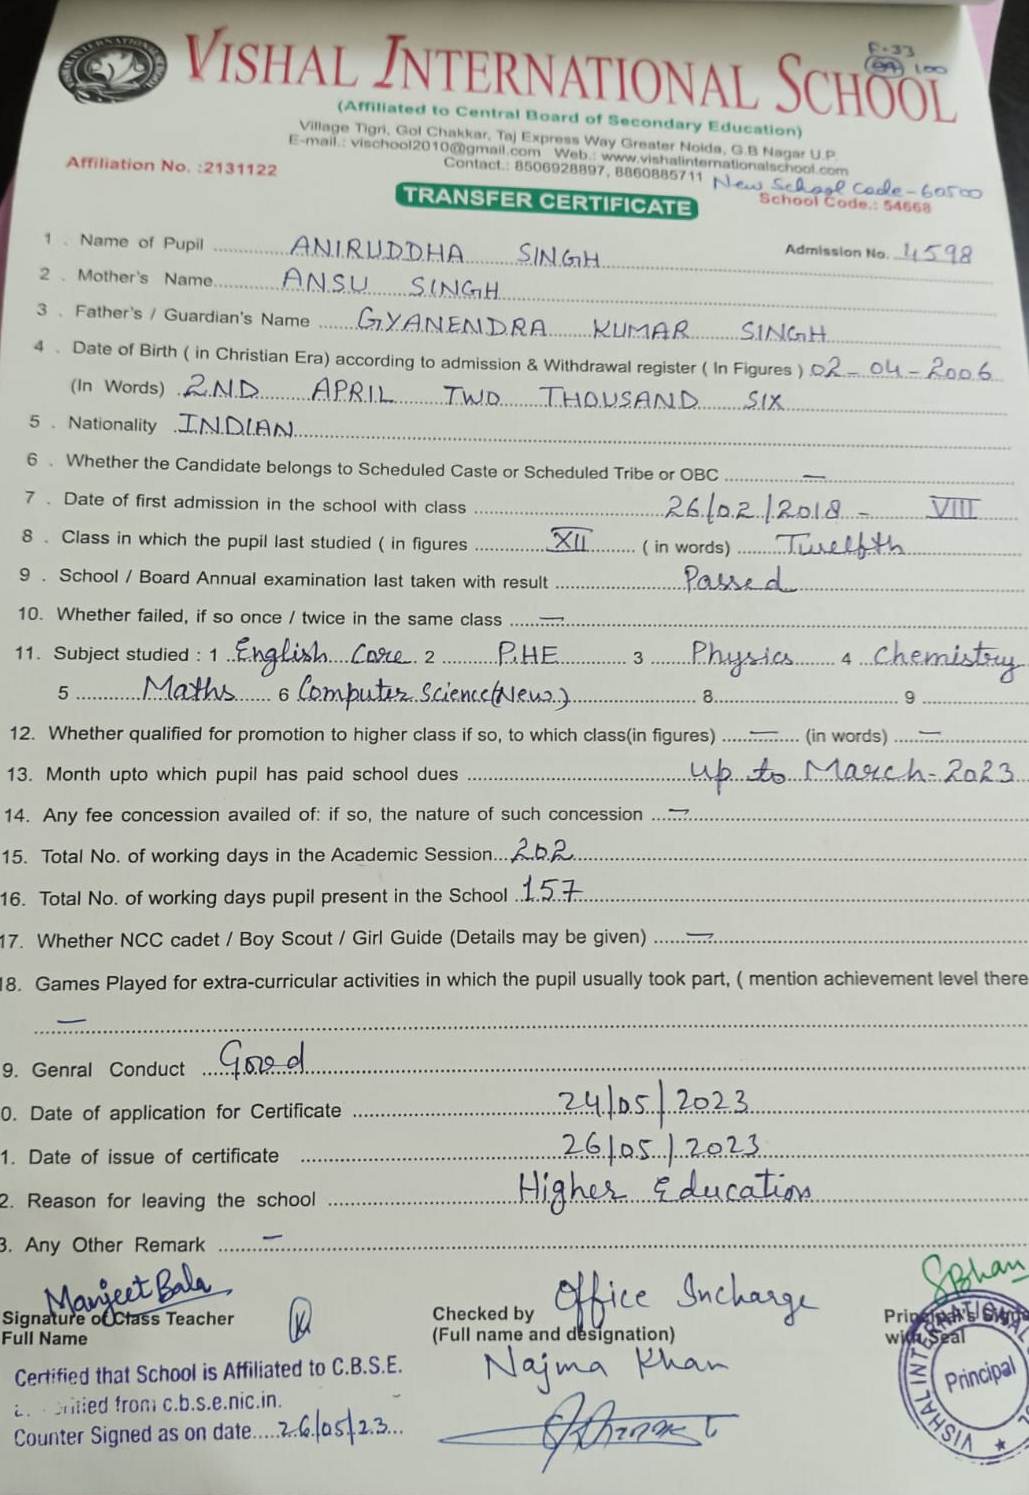 VISHAL INTERNATIONAL SCHOOL
F-33
100
(Affiliated to Central Board of Secondary Education)
Village Tigri, Gol Chakkar, Taj Express Way Greater Noida, G.B Nagar U.P.
E-mail.: vischool2010@gmail.com Web.: www.vishalinternationalschool.com
Affiliation No. :2131122
Contact.: 8506928897, 8860885711
New School Code - 60500
School Code.: 54668
TRANSFER CERTIFICATE
1 . Name of Pupil ANIRUDDHA SINGH Admission No. 4598
2 . Mother's Name ANSU SINGH
3 . Father's / Guardian's Name GYANENDRA KUMAR SINGH
4 . Date of Birth ( in Christian Era) according to admission & Withdrawal register ( In Figures ) 02-04-2006
(In Words) 2ND APRIL TWO THOUSAND SIX
5 . Nationality INDIAN
6 . Whether the Candidate belongs to Scheduled Caste or Scheduled Tribe or OBC —
7 . Date of first admission in the school with class 26/02/2018 - VIII
8 . Class in which the pupil last studied ( in figures XII ( in words) Twelfth
9 . School / Board Annual examination last taken with result Passed
10. Whether failed, if so once / twice in the same class —
11. Subject studied : 1 English Core 2 P.HE 3 Physics 4 Chemistry
5 Maths 6 Computer Science(New) 8 9
12. Whether qualified for promotion to higher class if so, to which class(in figures) — (in words) —
13. Month upto which pupil has paid school dues up to March-2023
14. Any fee concession availed of: if so, the nature of such concession —
15. Total No. of working days in the Academic Session 202
16. Total No. of working days pupil present in the School 157
17. Whether NCC cadet / Boy Scout / Girl Guide (Details may be given) —
18. Games Played for extra-curricular activities in which the pupil usually took part, ( mention achievement level there
—
9. Genral Conduct Good
0. Date of application for Certificate 24/05/2023
1. Date of issue of certificate 26/05/2023
2. Reason for leaving the school Higher Education
3. Any Other Remark —
Manjeet Bala
Signature of Class Teacher
Full Name
Checked by Office Incharge
(Full name and designation)
Najma Khan
SBhan
Principal's Sign
with Seal
VISHAL INTERNATIONAL
Principal
Certified that School is Affiliated to C.B.S.E.
from c.b.s.e.nic.in.
Counter Signed as on date 26/05/23